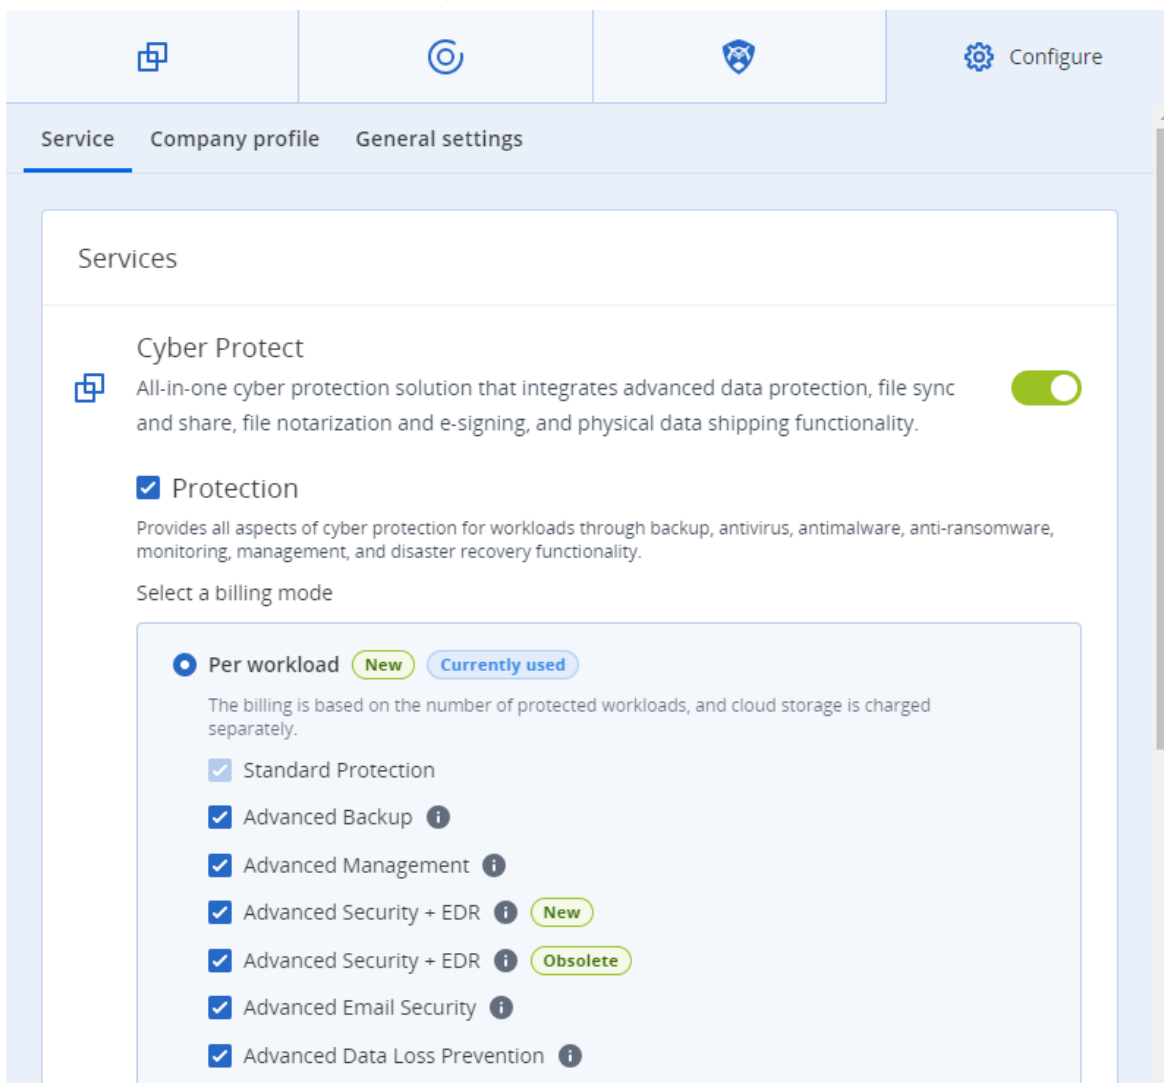 Configure
Service Company profile General settings
Services
Cyber Protect
All-in-one cyber protection solution that integrates advanced data protection, file sync
and share, file notarization and e-signing, and physical data shipping functionality.
Protection
Provides all aspects of cyber protection for workloads through backup, antivirus, antimalware, anti-ransomware,
monitoring, management, and disaster recovery functionality.
Select a billing mode
Per workload New Currently used
The billing is based on the number of protected workloads, and cloud storage is charged
separately.
Standard Protection
Advanced Backup
Advanced Management
Advanced Security + EDR New
Advanced Security + EDR Obsolete
Advanced Email Security
Advanced Data Loss Prevention